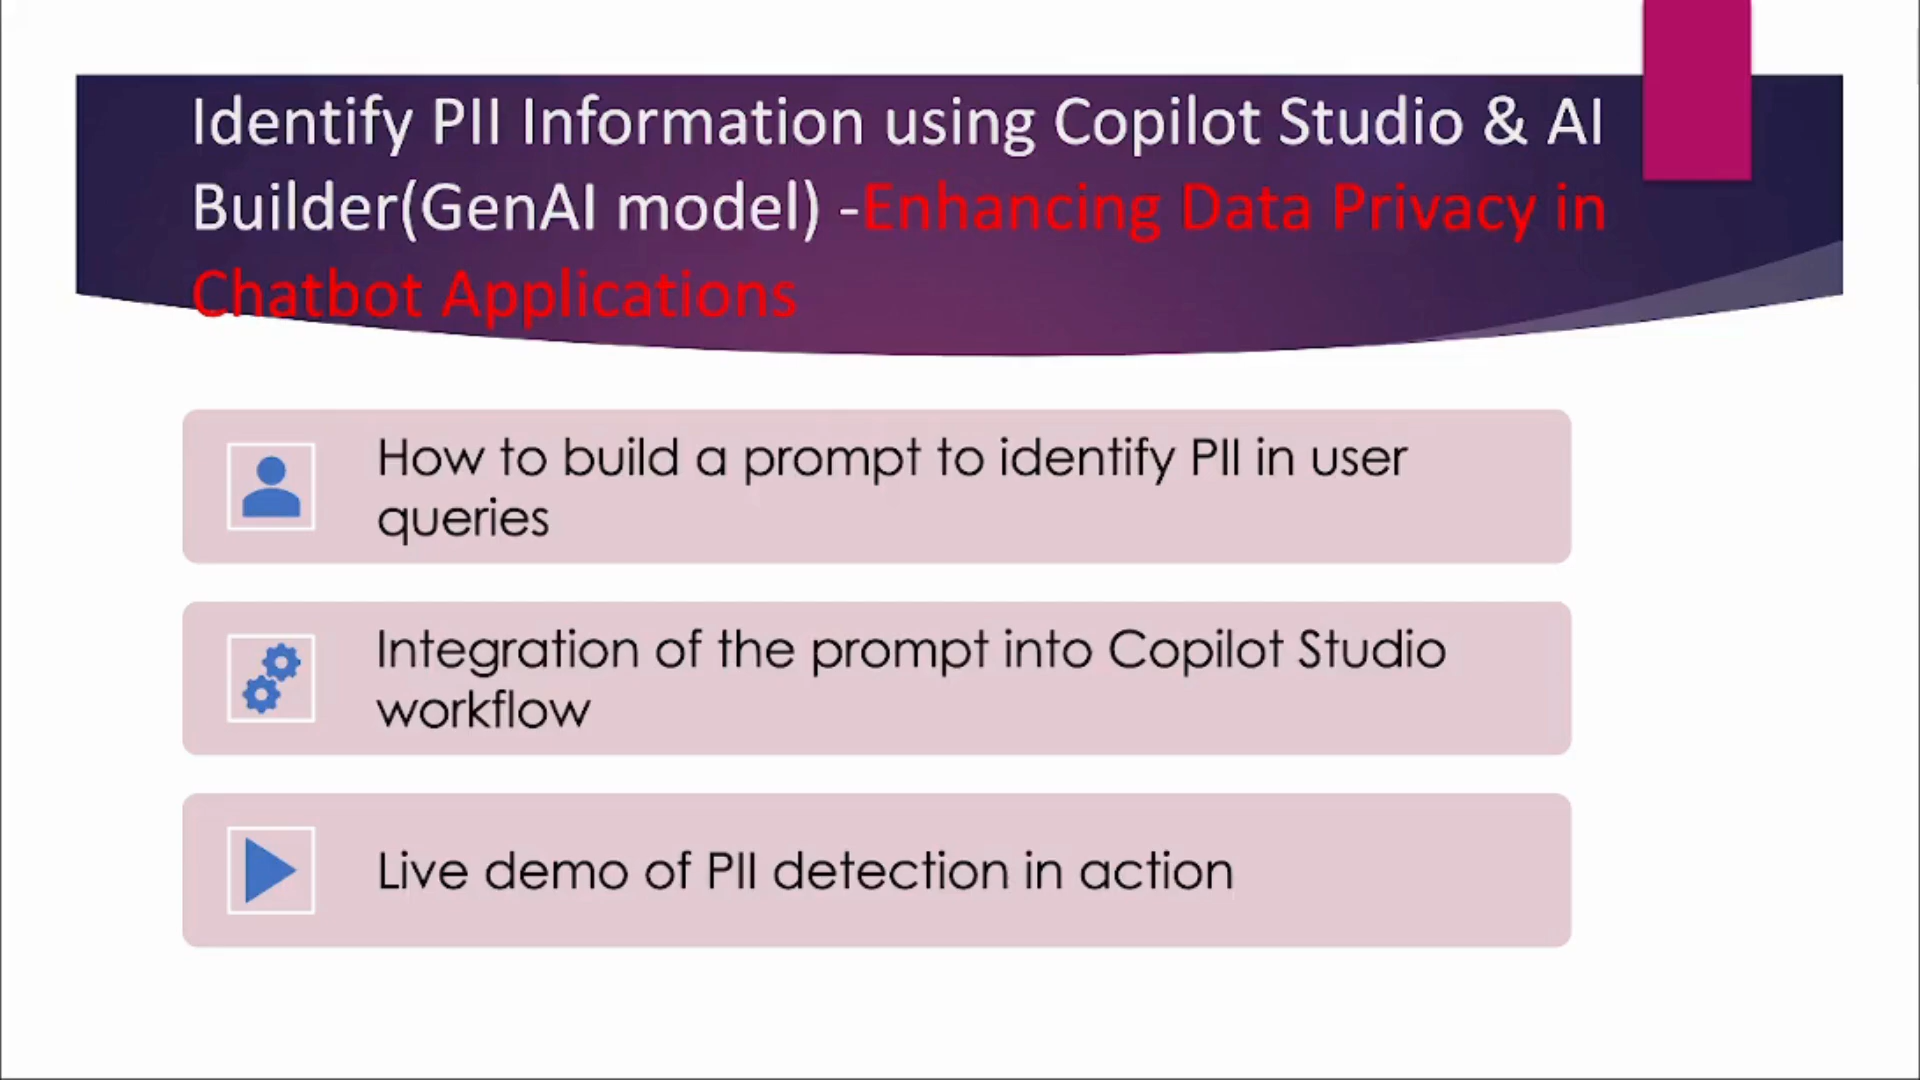 Identify PII Information using Copilot Studio & AI
Builder(GenAI model) -Enhancing Data Privacy in
Chatbot Applications
How to build a prompt to identify PII in user
queries
Integration of the prompt into Copilot Studio
workflow
Live demo of PII detection in action